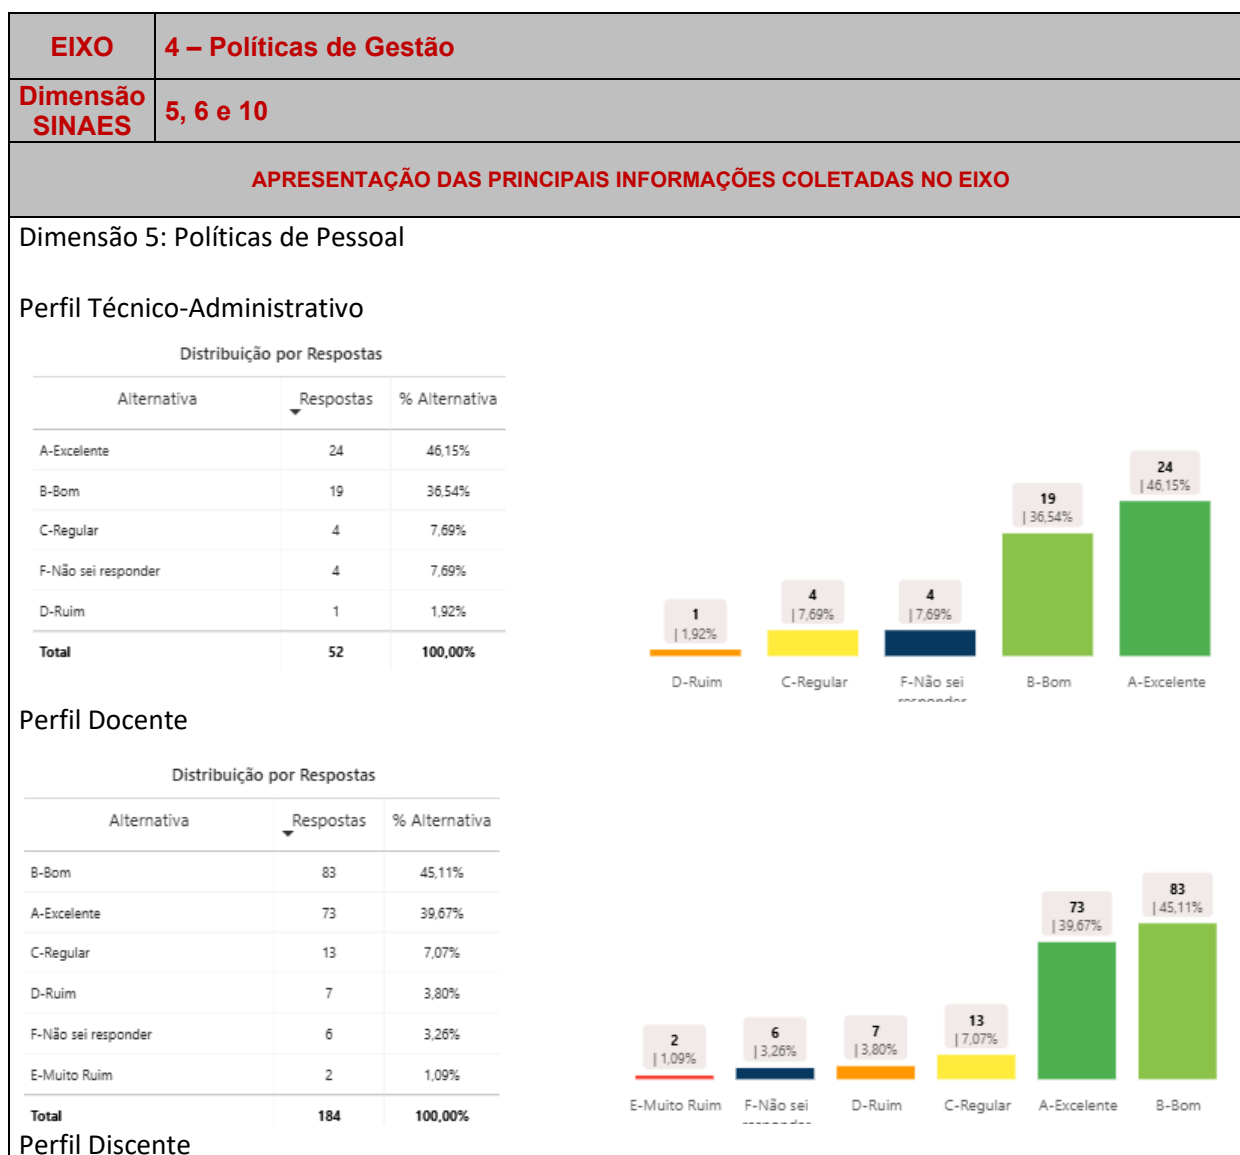 EIXO 4 – Políticas de Gestão
Dimensão SINAES 5, 6 e 10
APRESENTAÇÃO DAS PRINCIPAIS INFORMAÇÕES COLETADAS NO EIXO
Dimensão 5: Políticas de Pessoal
Perfil Técnico-Administrativo
Distribuição por Respostas
Alternativa Respostas % Alternativa
A-Excelente 24 46,15%
B-Bom 19 36,54%
C-Regular 4 7,69%
F-Não sei responder 4 7,69%
D-Ruim 1 1,92%
Total 52 100,00%
1 | 1,92%
4 | 7,69%
4 | 7,69%
19 | 36,54%
24 | 46,15%
D-Ruim C-Regular F-Não sei responder B-Bom A-Excelente
Perfil Docente
Distribuição por Respostas
Alternativa Respostas % Alternativa
B-Bom 83 45,11%
A-Excelente 73 39,67%
C-Regular 13 7,07%
D-Ruim 7 3,80%
F-Não sei responder 6 3,26%
E-Muito Ruim 2 1,09%
Total 184 100,00%
2 | 1,09%
6 | 3,26%
7 | 3,80%
13 | 7,07%
73 | 39,67%
83 | 45,11%
E-Muito Ruim F-Não sei D-Ruim C-Regular A-Excelente B-Bom
Perfil Discente